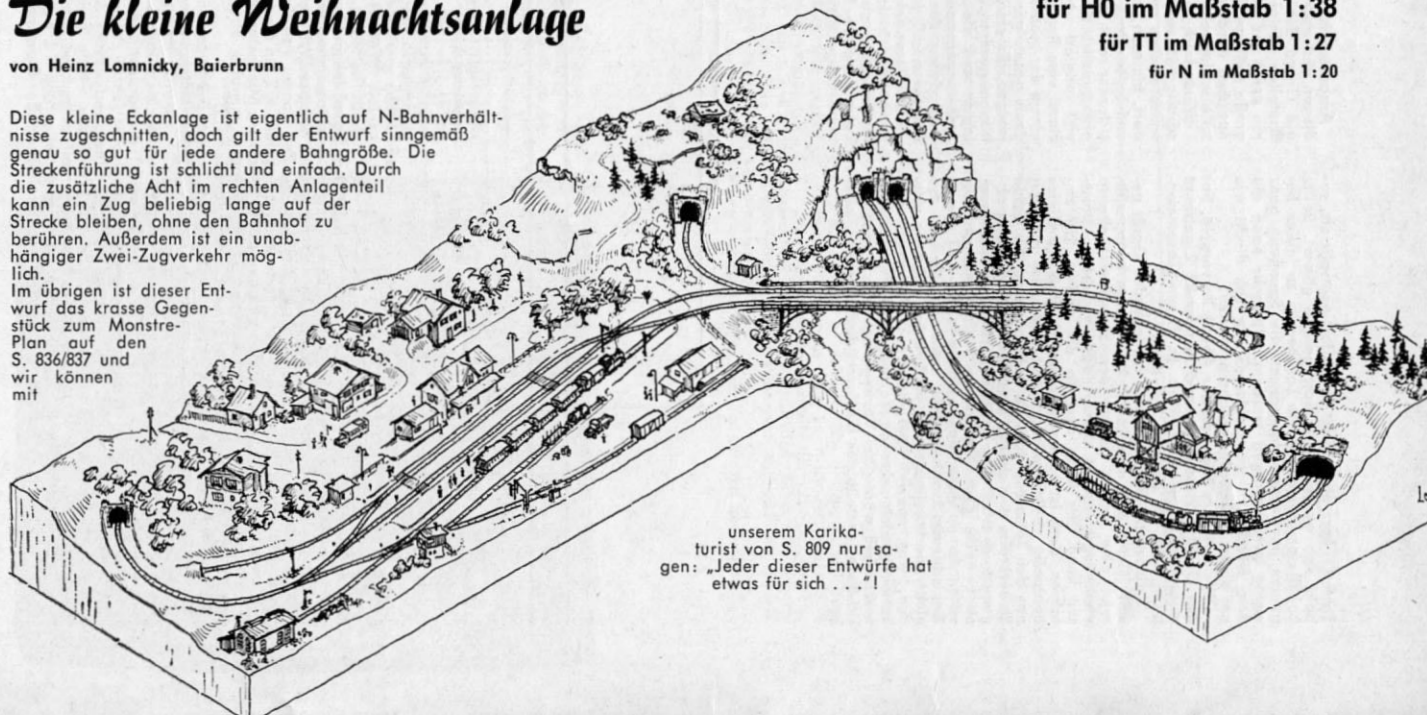 Die kleine Weihnachtsanlage
von Heinz Lomnicky, Baierbrunn
für H0 im Maßstab 1:38
für TT im Maßstab 1:27
für N im Maßstab 1:20
Diese kleine Eckanlage ist eigentlich auf N-Bahnverhält-
nisse zugeschnitten, doch gilt der Entwurf sinngemäß
genau so gut für jede andere Bahngröße. Die
Streckenführung ist schlicht und einfach. Durch
die zusätzliche Acht im rechten Anlagenteil
kann ein Zug beliebig lange auf der
Strecke bleiben, ohne den Bahnhof zu
berühren. Außerdem ist ein unab-
hängiger Zwei-Zugverkehr mög-
lich.
Im übrigen ist dieser Ent-
wurf das krasse Gegen-
stück zum Monstre-
Plan auf den
S. 836/837 und
wir können
mit
unserem Karika-
turist von S. 809 nur sa-
gen: „Jeder dieser Entwürfe hat
etwas für sich . . ."!